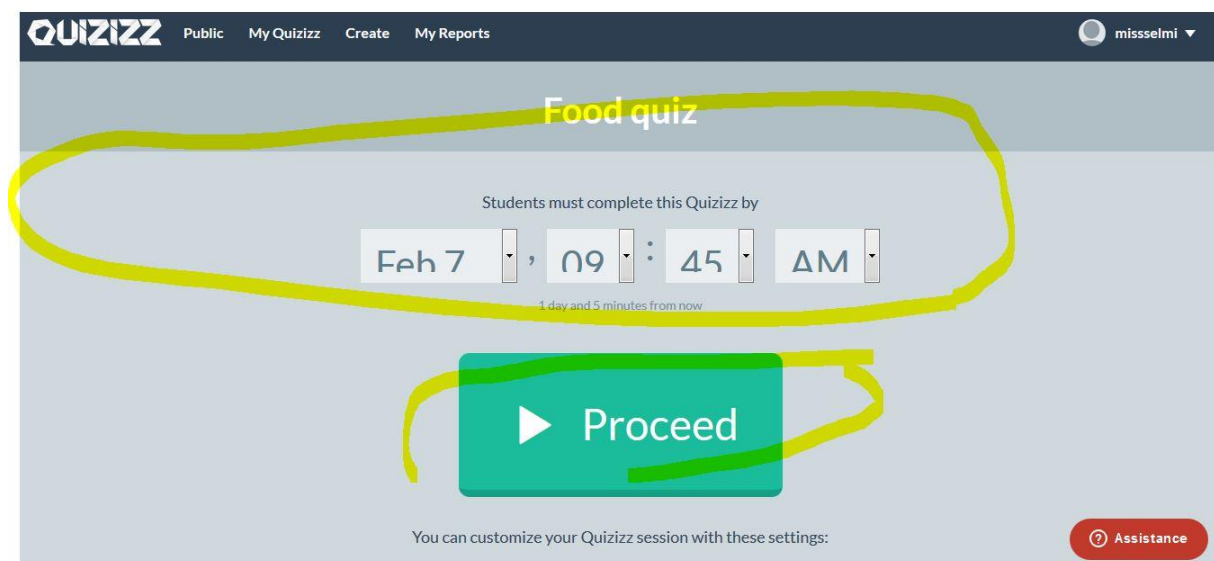 QUIZIZZ Public My Quizizz Create My Reports missselmi
Food quiz
Students must complete this Quizizz by
Feb 7 , 09 : 45 AM
1 day and 5 minutes from now
Proceed
You can customize your Quizizz session with these settings:
Assistance